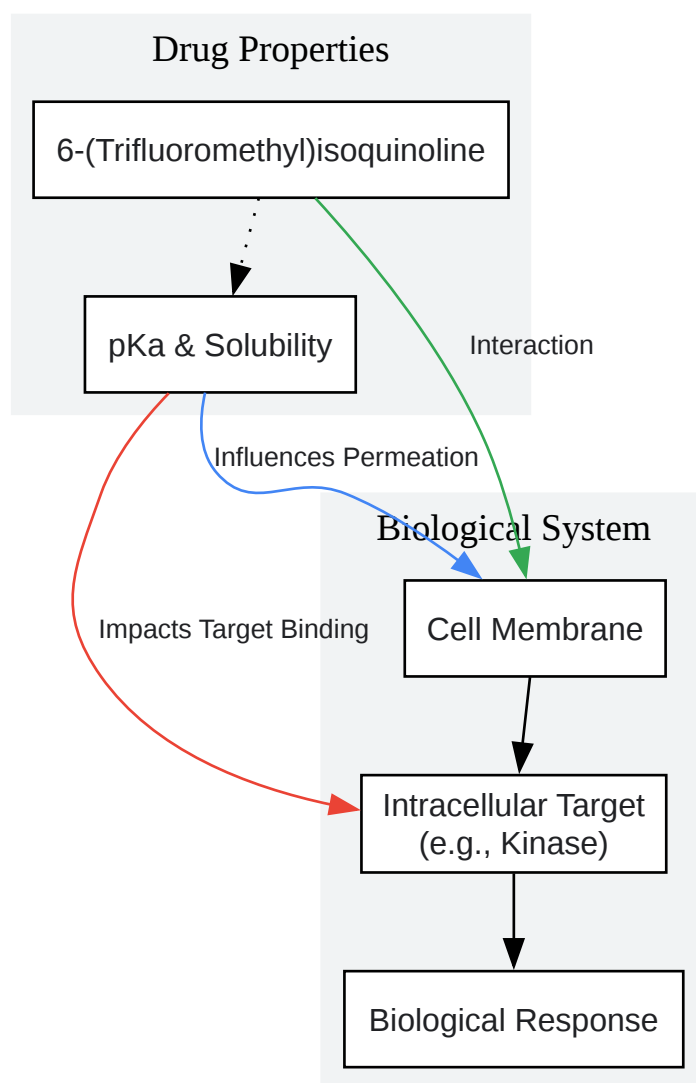 Drug Properties
6-(Trifluoromethyl)isoquinoline
pKa & Solubility
Interaction
Influences Permeation
Biological System
Cell Membrane
Impacts Target Binding
Intracellular Target
(e.g., Kinase)
Biological Response